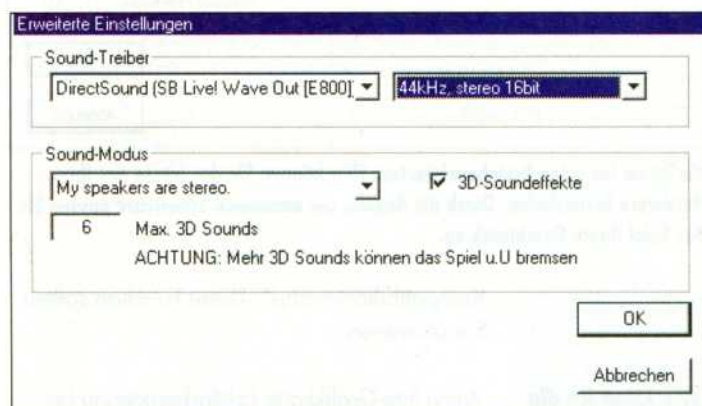 Erweiterte Einstellungen
Sound-Treiber
DirectSound (SB Live! Wave Out [E800] 44kHz, stereo 16bit
Sound-Modus
My speakers are stereo. 3D-Soundeffekte
6 Max. 3D Sounds
ACHTUNG: Mehr 3D Sounds können das Spiel u.U bremsen
OK
Abbrechen